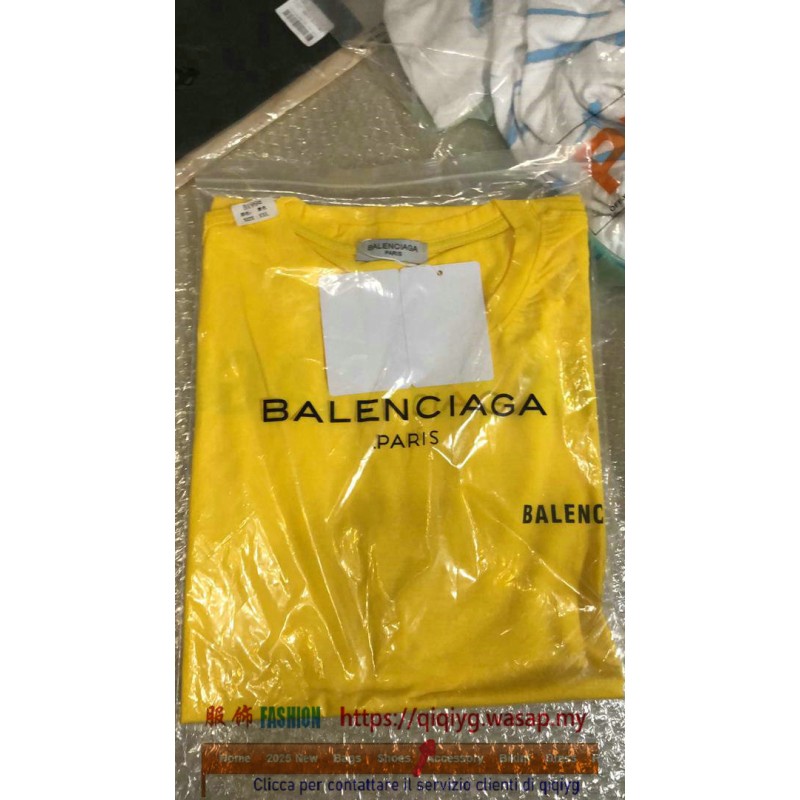 BALENCIAGA
PARIS
BALENCIAGA
.PARIS
BALENC
服饰 FASHION https://qiqiyg.wasap.my
Home 2025 New Bags Shoes Accessory
Clicca per contattare il servizio clienti di qiqiyg